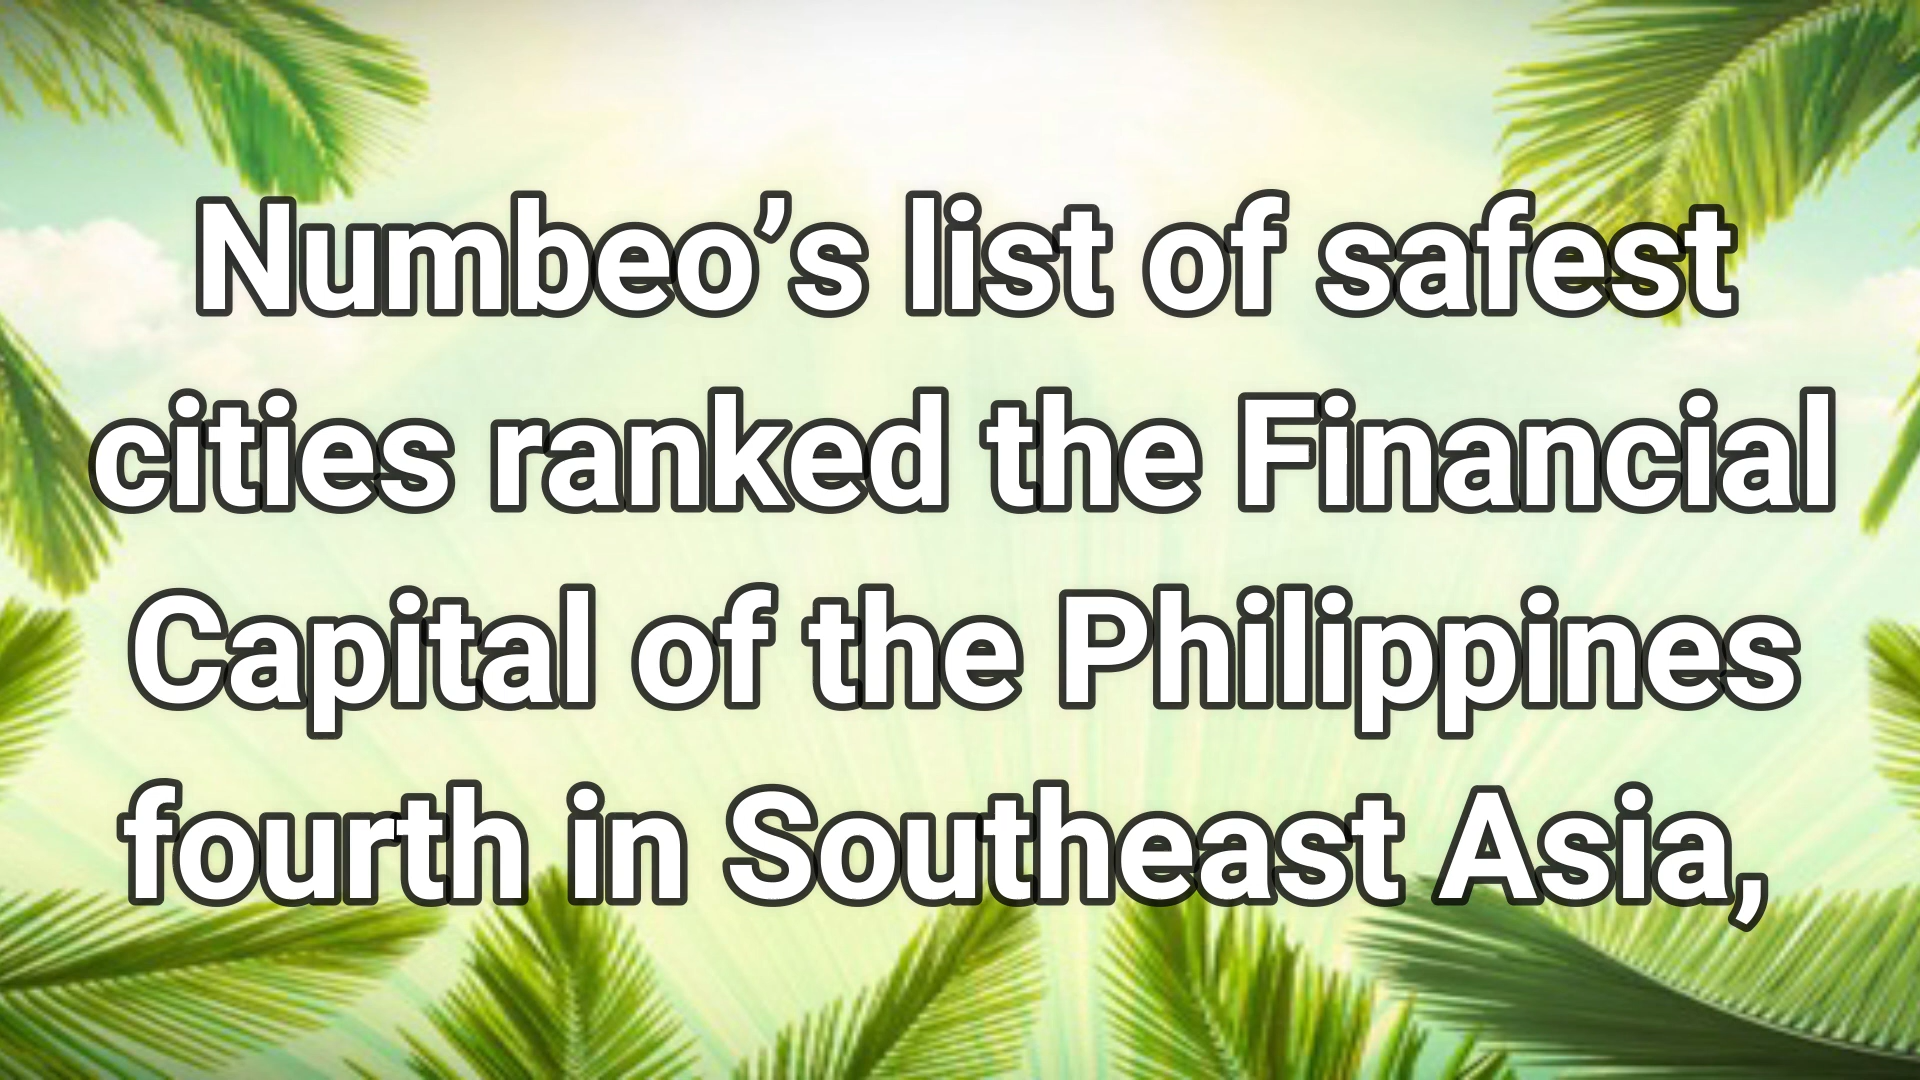 Numbeo’s list of safest
cities ranked the Financial
Capital of the Philippines
fourth in Southeast Asia,